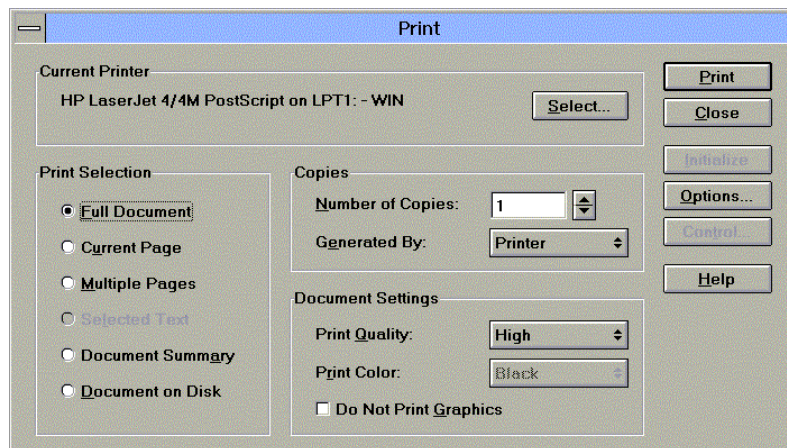 Print
Current Printer
HP LaserJet 4/4M PostScript on LPT1: - WIN
Select...
Print
Close
Initialize
Options...
Control...
Help
Print Selection
Full Document
Current Page
Multiple Pages
Selected Text
Document Summary
Document on Disk
Copies
Number of Copies: 1
Generated By: Printer
Document Settings
Print Quality: High
Print Color: Black
Do Not Print Graphics